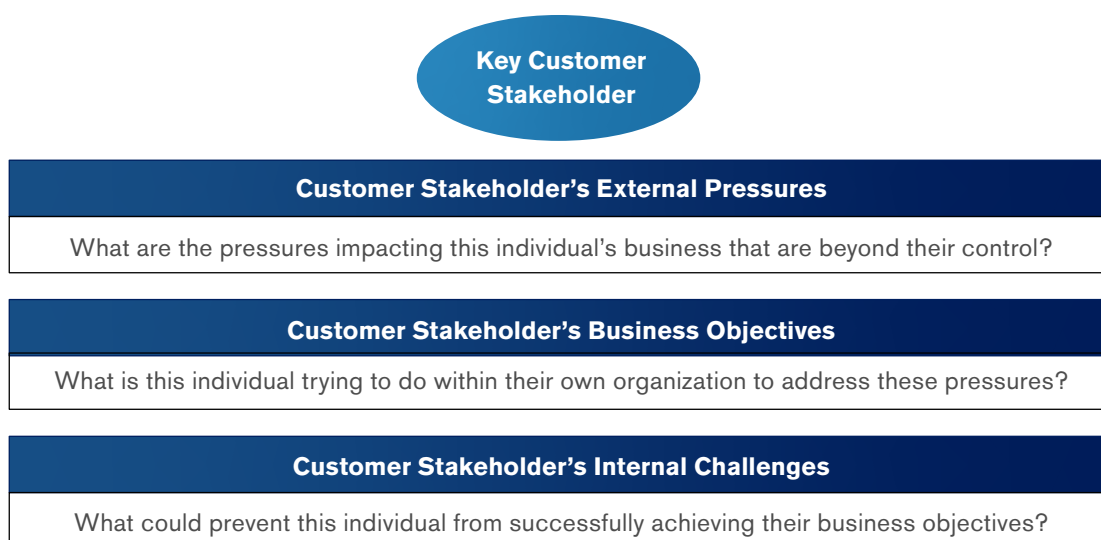 Key Customer
Stakeholder
Customer Stakeholder’s External Pressures
What are the pressures impacting this individual’s business that are beyond their control?
Customer Stakeholder’s Business Objectives
What is this individual trying to do within their own organization to address these pressures?
Customer Stakeholder’s Internal Challenges
What could prevent this individual from successfully achieving their business objectives?